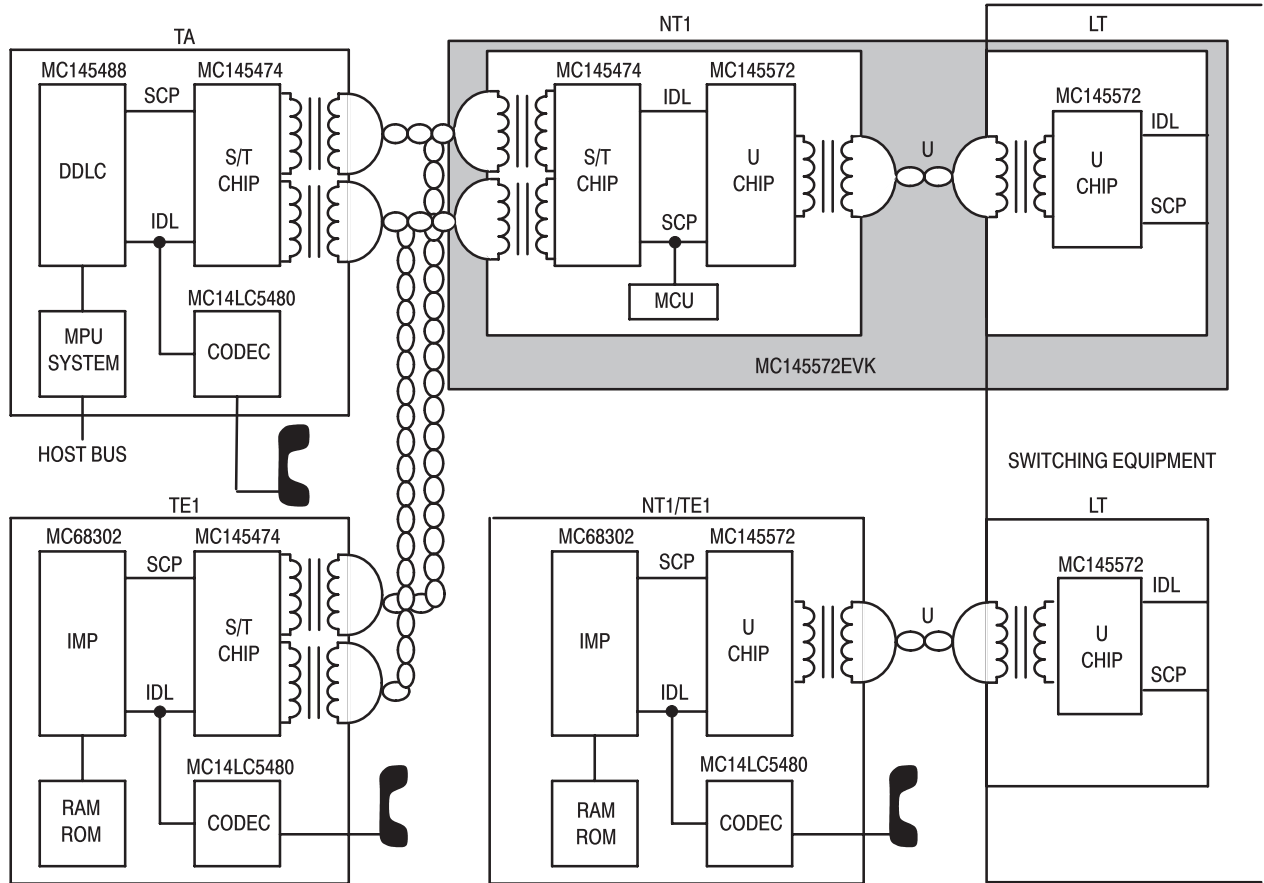 TA
MC145488
MC145474
SCP
DDLC
S/T
CHIP
IDL
MC14LC5480
MPU
SYSTEM
CODEC
HOST BUS
NT1
MC145474
MC145572
IDL
S/T
CHIP
U
CHIP
SCP
MCU
U
MC145572EVK
LT
MC145572
IDL
U
CHIP
SCP
SWITCHING EQUIPMENT
TE1
MC68302
MC145474
SCP
IMP
S/T
CHIP
IDL
MC14LC5480
RAM
ROM
CODEC
NT1/TE1
MC68302
MC145572
SCP
IMP
U
CHIP
IDL
MC14LC5480
RAM
ROM
CODEC
U
LT
MC145572
IDL
U
CHIP
SCP